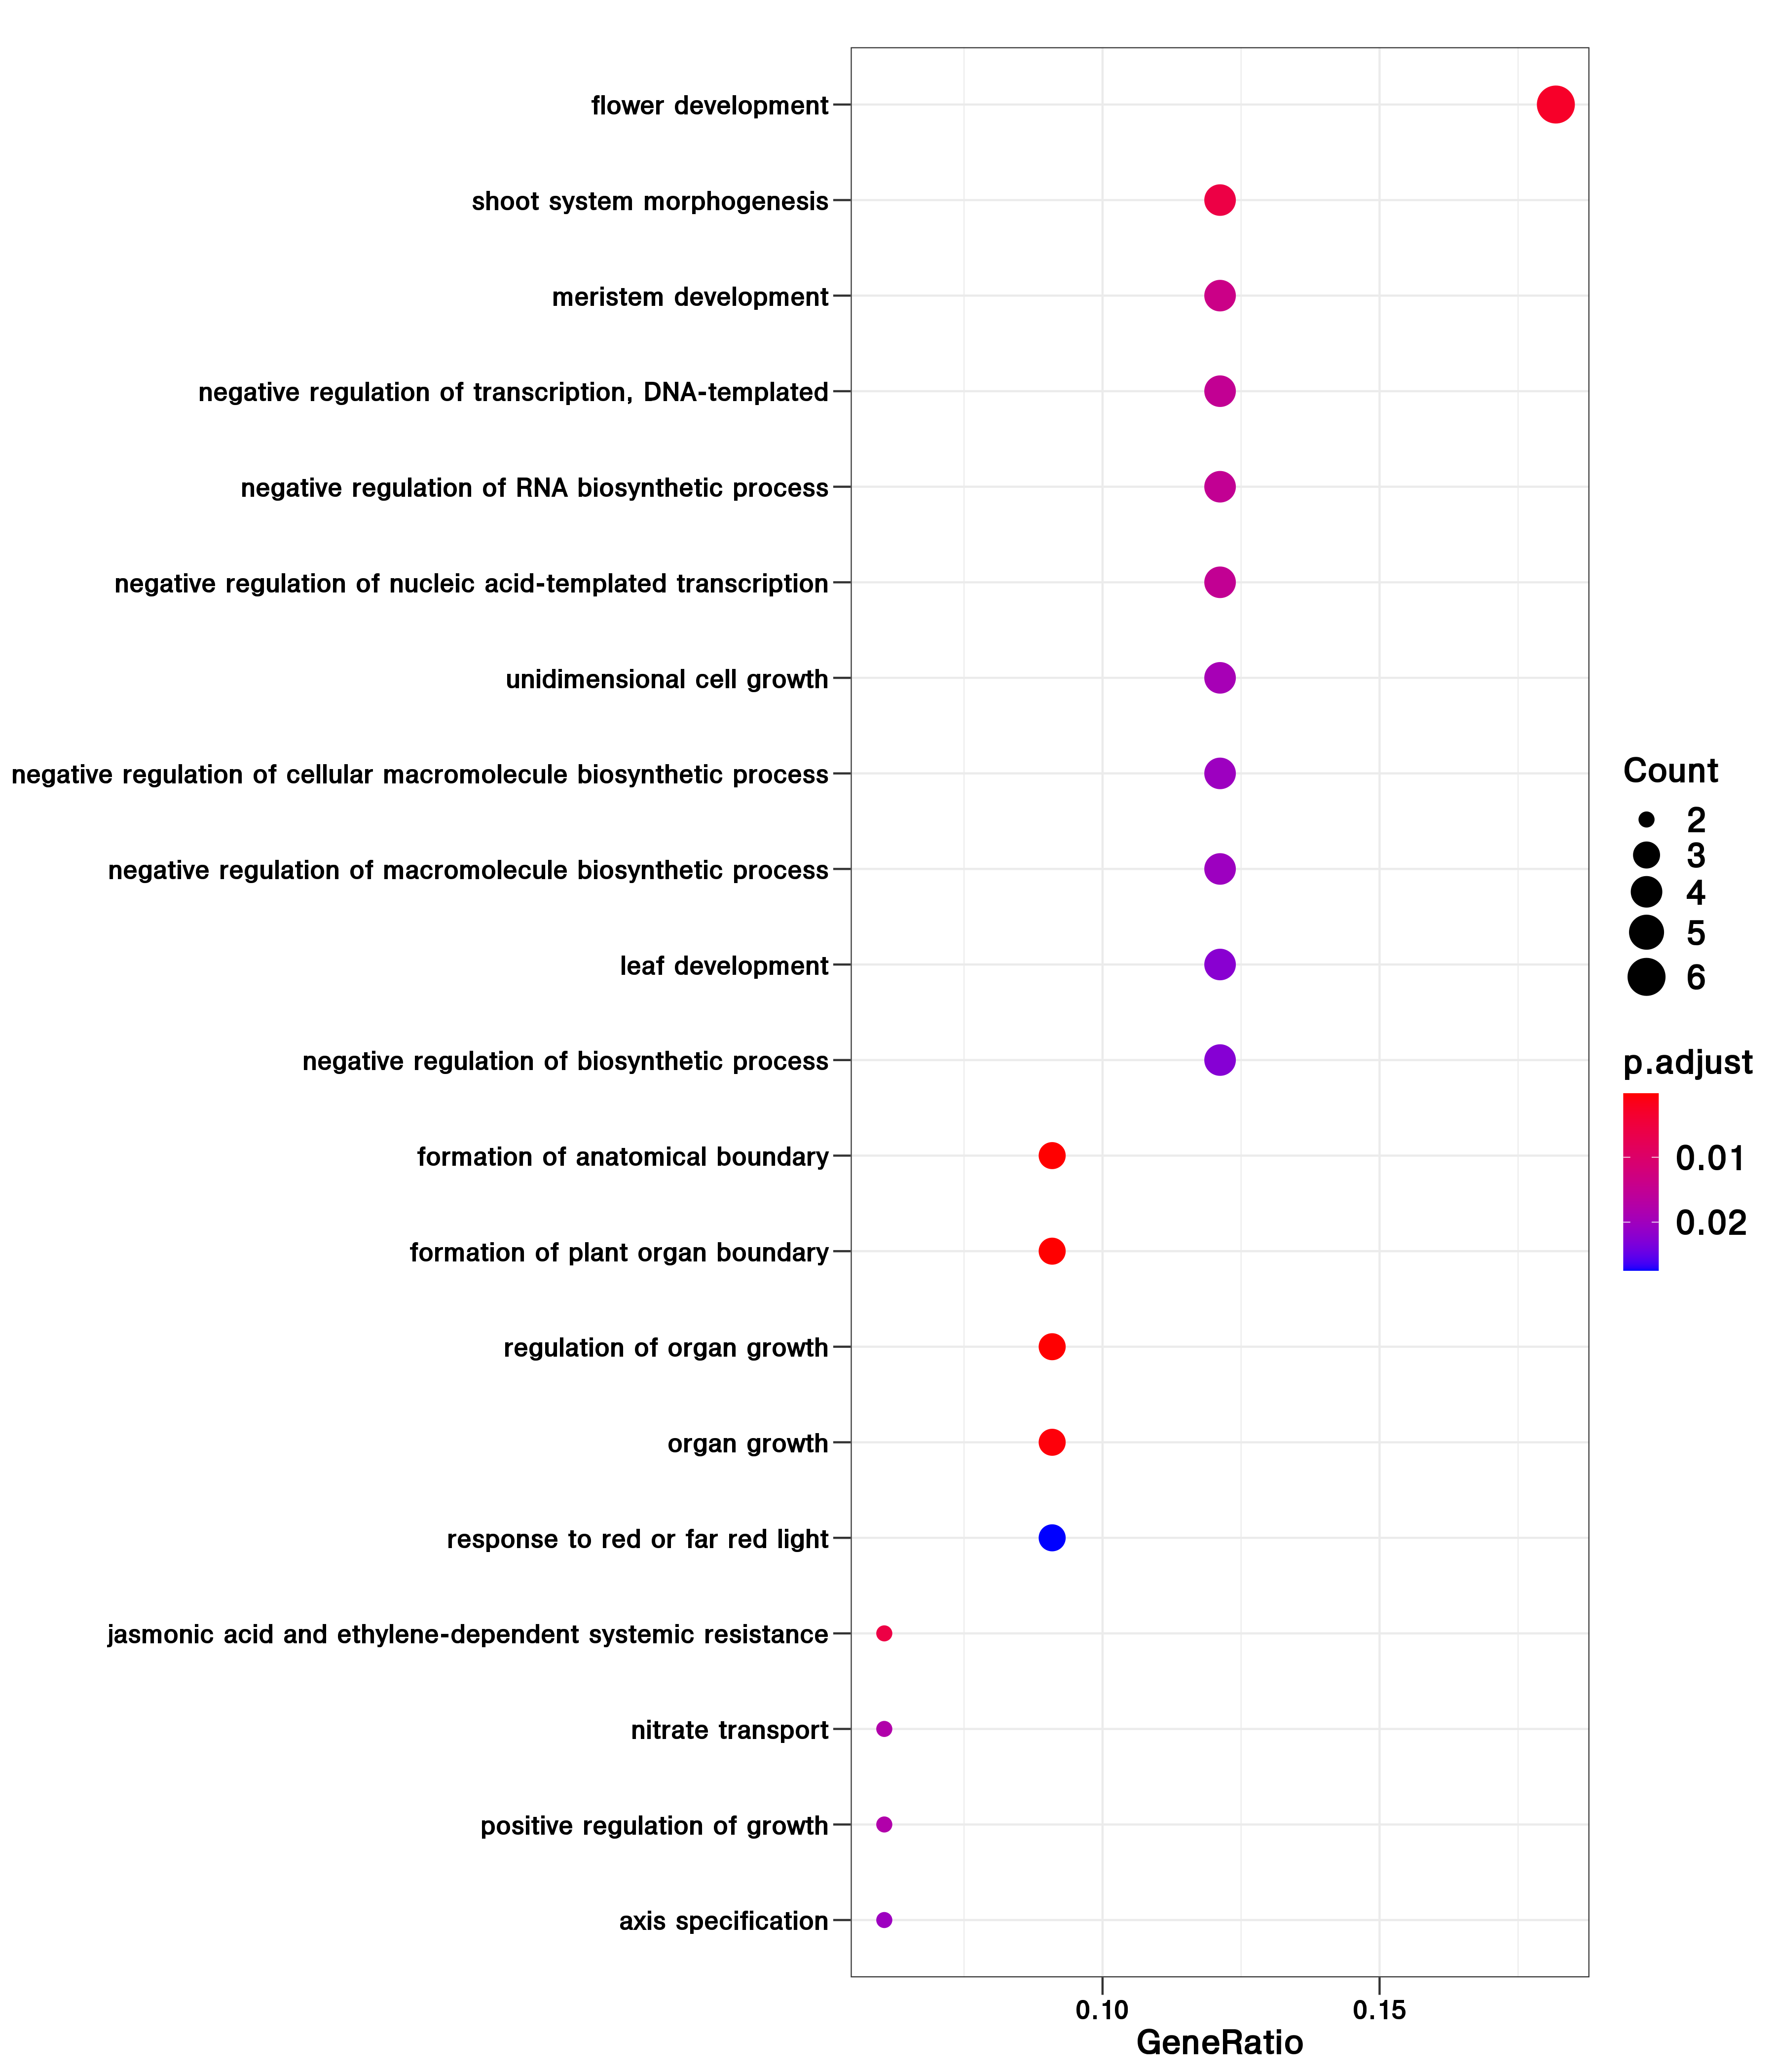 flower development
shoot system morphogenesis
meristem development
negative regulation of transcription, DNA-templated
negative regulation of RNA biosynthetic process
negative regulation of nucleic acid-templated transcription
unidimensional cell growth
negative regulation of cellular macromolecule biosynthetic process
negative regulation of macromolecule biosynthetic process
leaf development
negative regulation of biosynthetic process
formation of anatomical boundary
formation of plant organ boundary
regulation of organ growth
organ growth
response to red or far red light
jasmonic acid and ethylene-dependent systemic resistance
nitrate transport
positive regulation of growth
axis specification
0.10
0.15
GeneRatio
Count
2
3
4
5
6
p.adjust
0.01
0.02